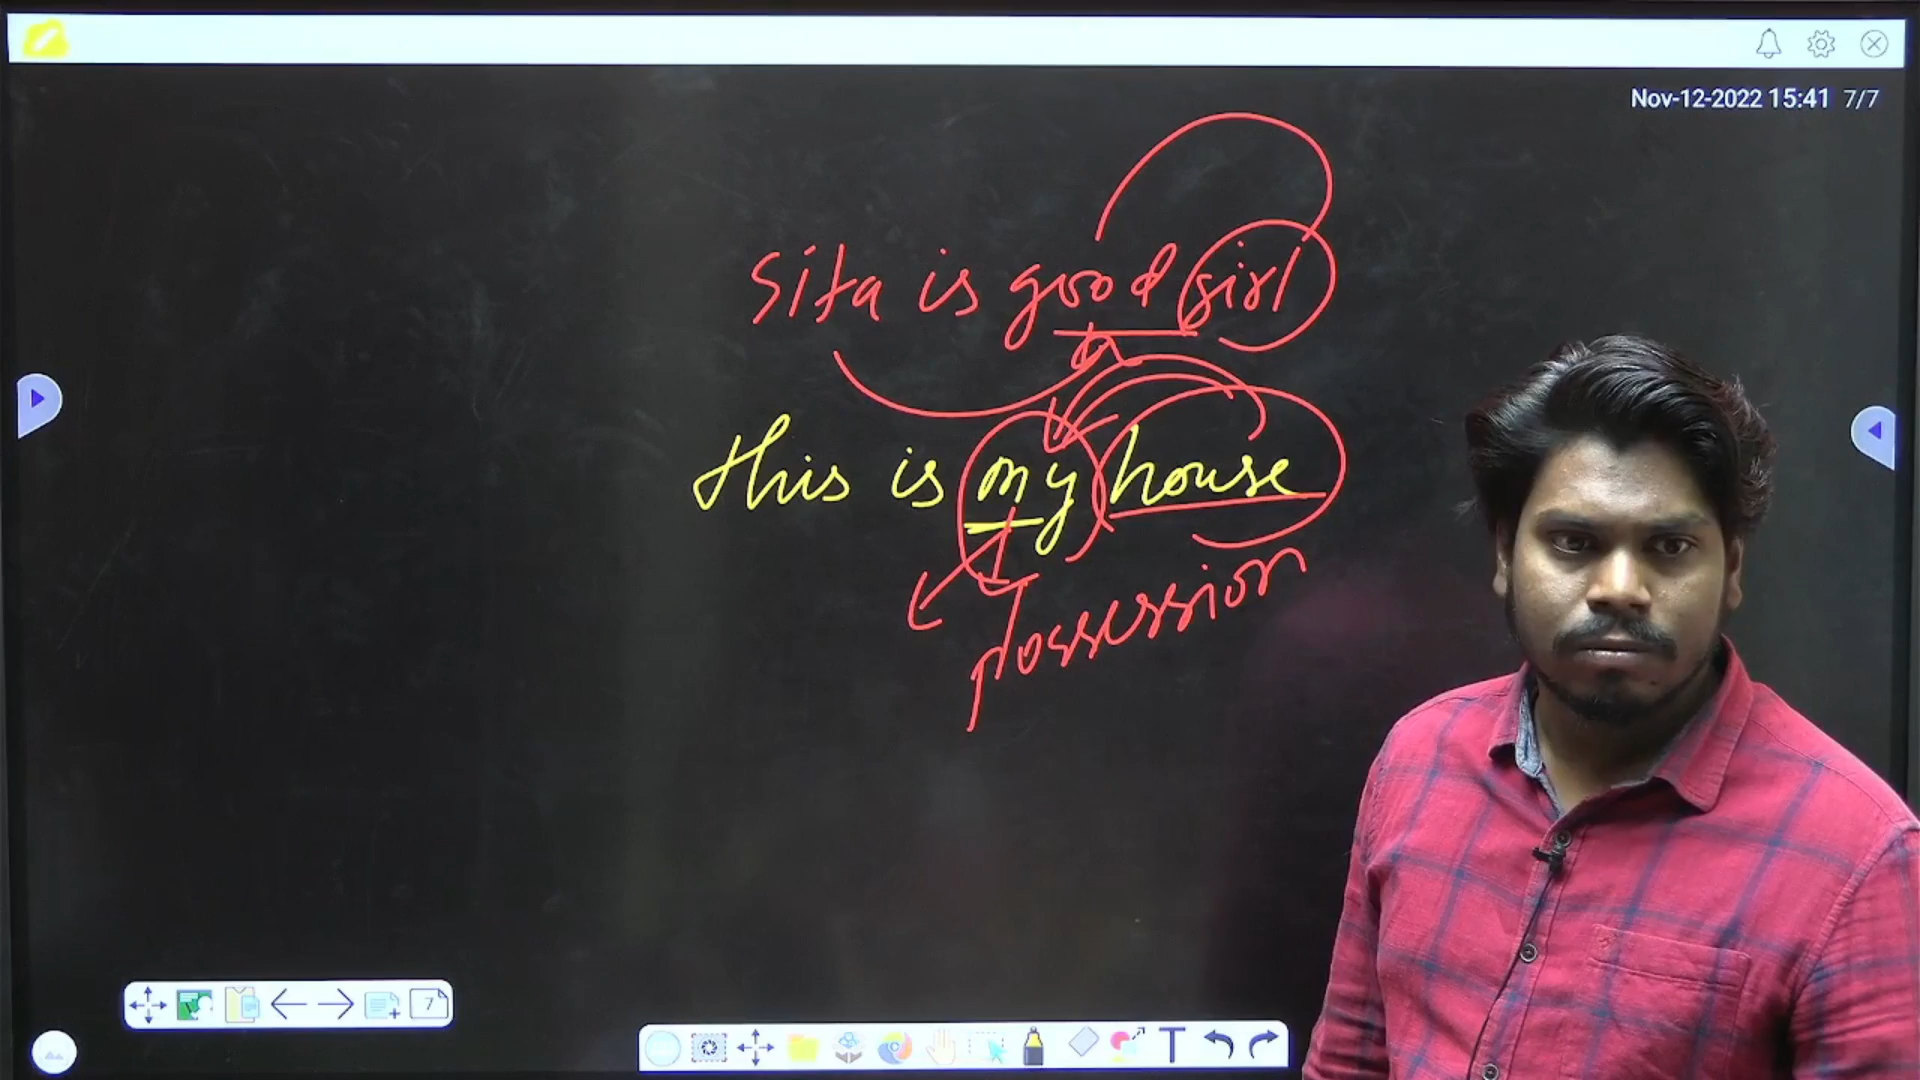 Nov-12-2022 15:41 7/7
Sita is good girl
this is my house
possession
7
T